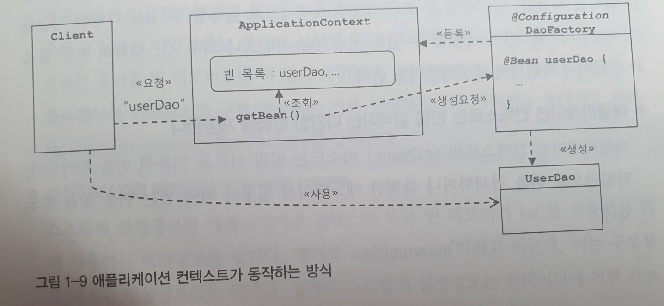 Client
ApplicationContext
@Configuration
DaoFactory
«등록»
@Bean userDao {
...
}
빈 목록 : userDao, ...
«요청»
"userDao"
«조회»
getBean()
«생성요청»
«생성»
UserDao
«사용»
그림 1-9 애플리케이션 컨텍스트가 동작하는 방식